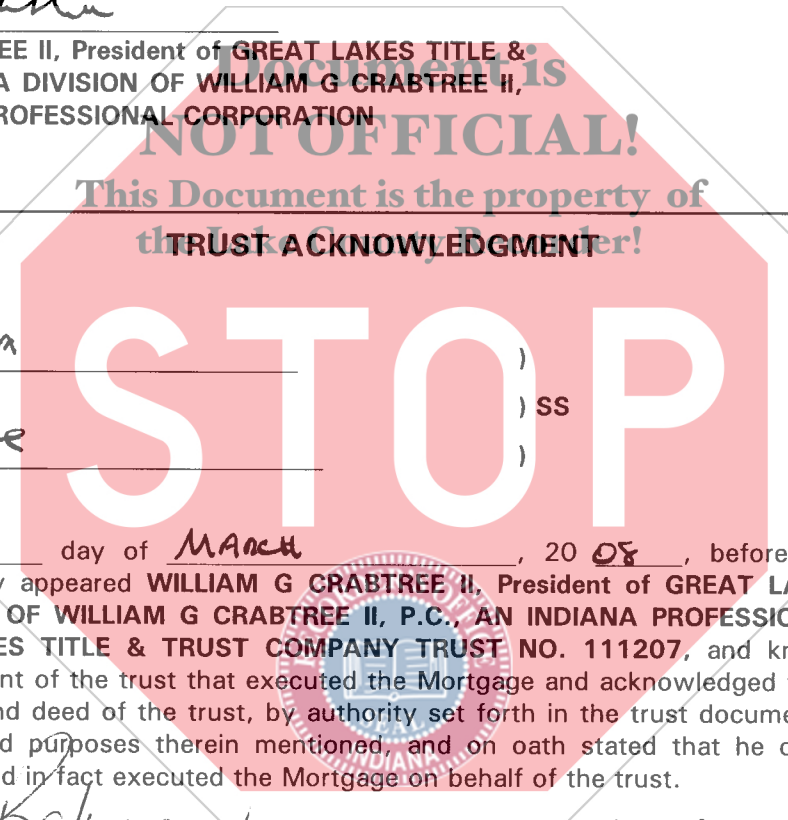 EE II, President of GREAT LAKES TITLE &
A DIVISION OF WILLIAM G CRABTREE II,
ROFESSIONAL CORPORATION
Document is
NOT OFFICIAL!
This Document is the property of
the Lake County Recorder!
TRUST ACKNOWLEDGMENT
STOP
)
) SS
)
day of MARCH, 20 08, before
y appeared WILLIAM G CRABTREE II, President of GREAT LA
OF WILLIAM G CRABTREE II, P.C., AN INDIANA PROFESSIO
ES TITLE & TRUST COMPANY TRUST NO. 111207, and kn
nt of the trust that executed the Mortgage and acknowledged
nd deed of the trust, by authority set forth in the trust docume
d purposes therein mentioned, and on oath stated that he
d in fact executed the Mortgage on behalf of the trust.
INDIANA